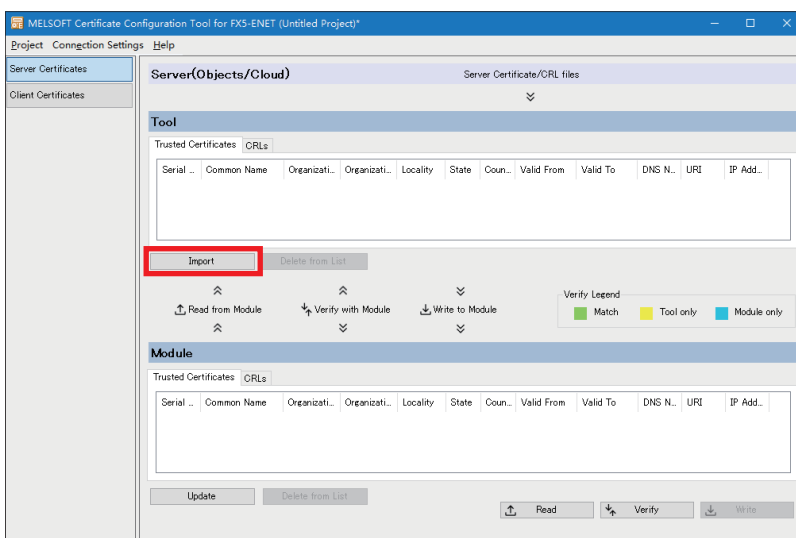 MELSOFT Certificate Configuration Tool for FX5-ENET (Untitled Project)*
Project Connection Settings Help
Server Certificates
Client Certificates
Server(Objects/Cloud) Server Certificate/CRL files
Tool
Trusted Certificates CRLs
Serial ... Common Name Organizati... Organizati... Locality State Coun... Valid From Valid To DNS N... URI IP Add...
Import Delete from List
Read from Module Verify with Module Write to Module
Verify Legend
Match Tool only Module only
Module
Trusted Certificates CRLs
Serial ... Common Name Organizati... Organizati... Locality State Coun... Valid From Valid To DNS N... URI IP Add...
Update Delete from List
Read Verify Write